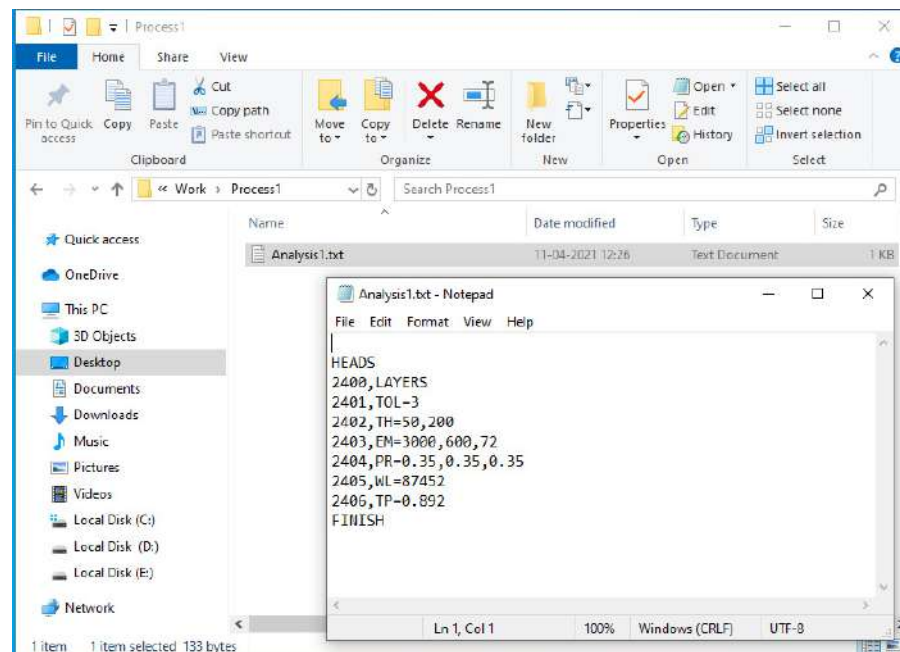 Process1
File Home Share View
Pin to Quick access
Copy
Paste
Cut
Copy path
Paste shortcut
Move to
Copy to
Delete
Rename
New folder
Properties
Open
Edit
History
Select all
Select none
Invert selection
Clipboard Organize New Open Select
« Work › Process1
Search Process1
Name Date modified Type Size
Analysis1.txt 11-04-2021 12:26 Text Document 1 KB
Quick access
OneDrive
This PC
3D Objects
Desktop
Documents
Downloads
Music
Pictures
Videos
Local Disk (C:)
Local Disk (D:)
Local Disk (E:)
Network
Analysis1.txt - Notepad
File Edit Format View Help
HEADS
2400,LAYERS
2401,TOL=3
2402,TH=50,200
2403,EM=3000,600,72
2404,PR=0.35,0.35,0.35
2405,WL=87452
2406,TP=0.892
FINISH
Ln 1, Col 1 100% Windows (CRLF) UTF-8
1 item 1 item selected 133 bytes